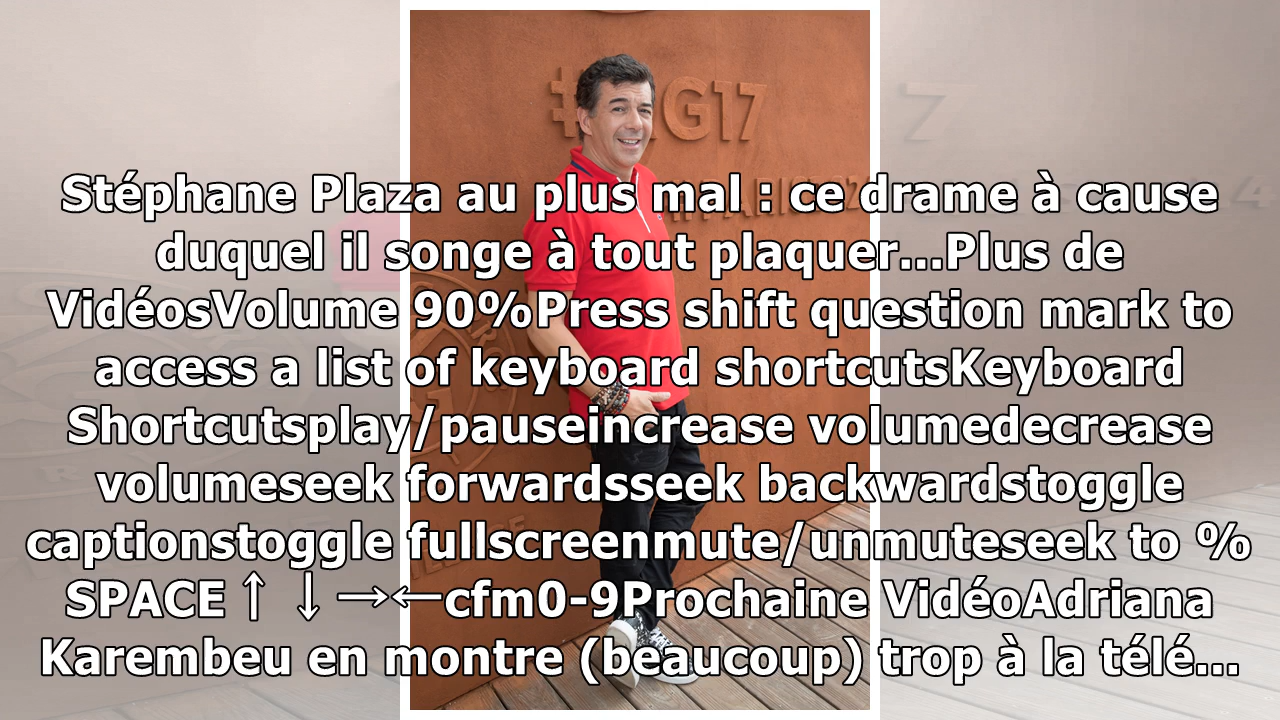 #RG17
Stéphane Plaza au plus mal : ce drame à cause
duquel il songe à tout plaquer...Plus de
VidéosVolume 90%Press shift question mark to
access a list of keyboard shortcutsKeyboard
Shortcutsplay/pauseincrease volumedecrease
volumeseek forwardsseek backwardstoggle
captionstoggle fullscreenmute/unmuteseek to %
SPACE ↑ ↓ →←cfm0-9Prochaine VidéoAdriana
Karembeu en montre (beaucoup) trop à la télé...